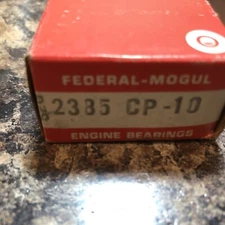 FEDERAL-MOGUL
2385 CP-10
ENGINE BEARINGS